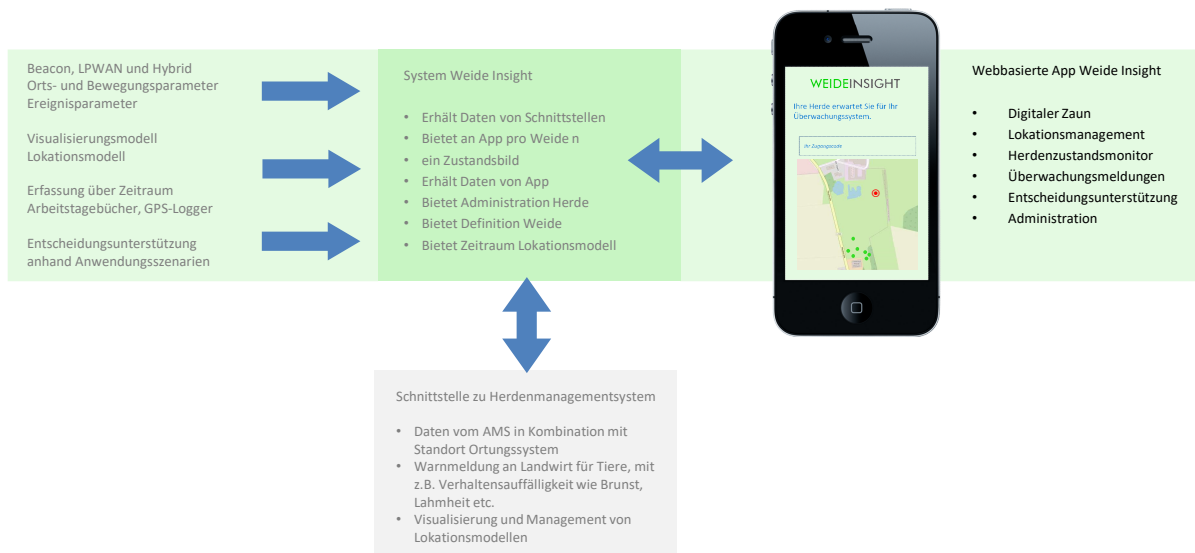 Beacon, LPWAN und Hybrid
Orts- und Bewegungsparameter
Ereignisparameter
Visualisierungsmodell
Lokationsmodell
Erfassung über Zeitraum
Arbeitstagebücher, GPS-Logger
Entscheidungsunterstützung
anhand Anwendungsszenarien
System Weide Insight
• Erhält Daten von Schnittstellen
• Bietet an App pro Weide n
• ein Zustandsbild
• Erhält Daten von App
• Bietet Administration Herde
• Bietet Definition Weide
• Bietet Zeitraum Lokationsmodell
WEIDEINSIGHT
Ihre Herde erwartet Sie für Ihr
Überwachungssystem.
Ihr Zugangscode
Webbasierte App Weide Insight
• Digitaler Zaun
• Lokationsmanagement
• Herdenzustandsmonitor
• Überwachungsmeldungen
• Entscheidungsunterstützung
• Administration
Schnittstelle zu Herdenmanagementsystem
• Daten vom AMS in Kombination mit
Standort Ortungssystem
• Warnmeldung an Landwirt für Tiere, mit
z.B. Verhaltensauffälligkeit wie Brunst,
Lahmheit etc.
• Visualisierung und Management von
Lokationsmodellen